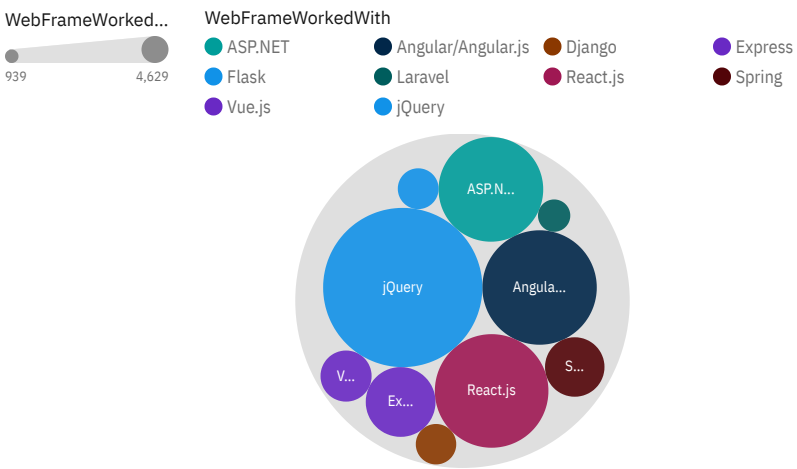 WebFrameWorked...
939
4,629
WebFrameWorkedWith
ASP.NET
Angular/Angular.js
Django
Express
Flask
Laravel
React.js
Spring
Vue.js
jQuery
ASP.N...
jQuery
Angula...
S...
V...
Ex...
React.js